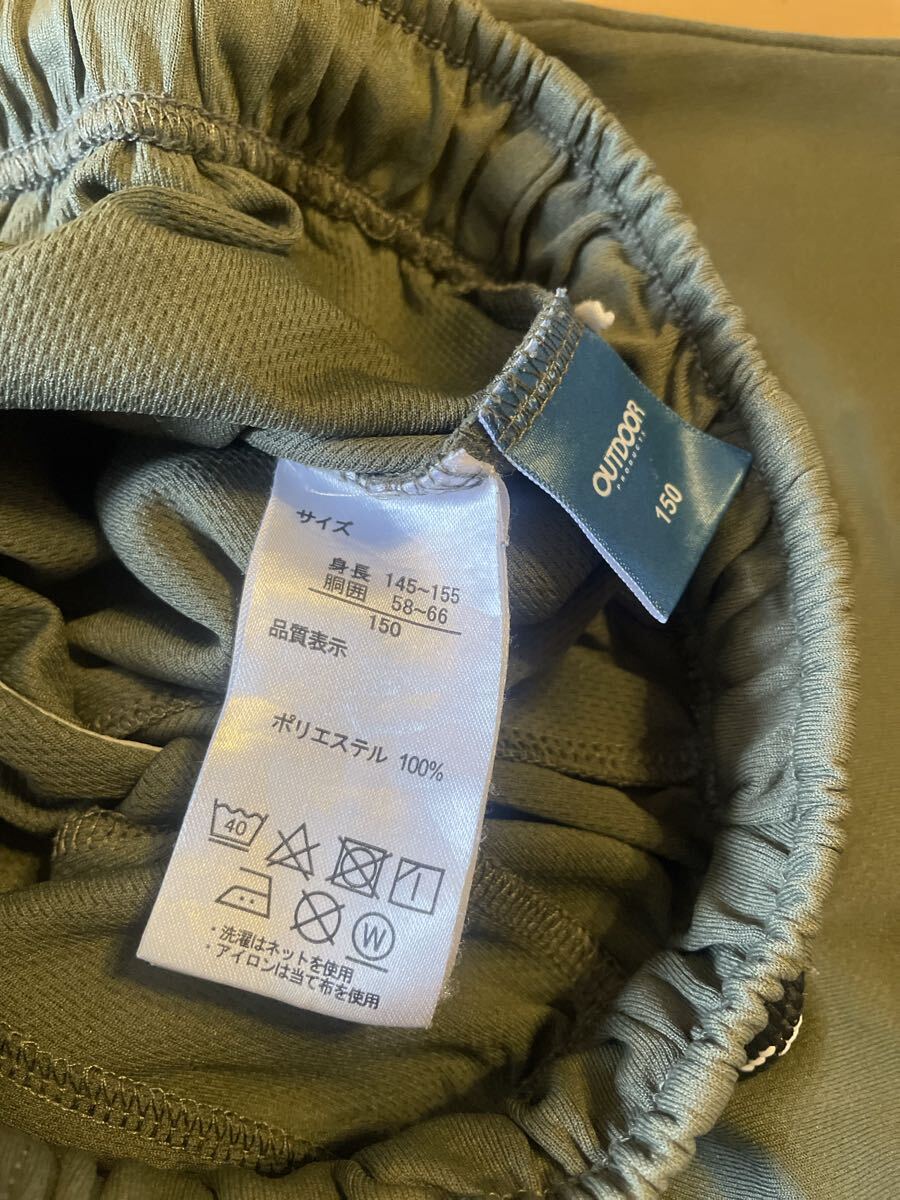 OUTDOOR
PRODUCTS
150
サイズ
身長 145~155
胴囲 58~66
150
品質表示
ポリエステル 100%
40
W
・洗濯はネットを使用
・アイロンは当て布を使用